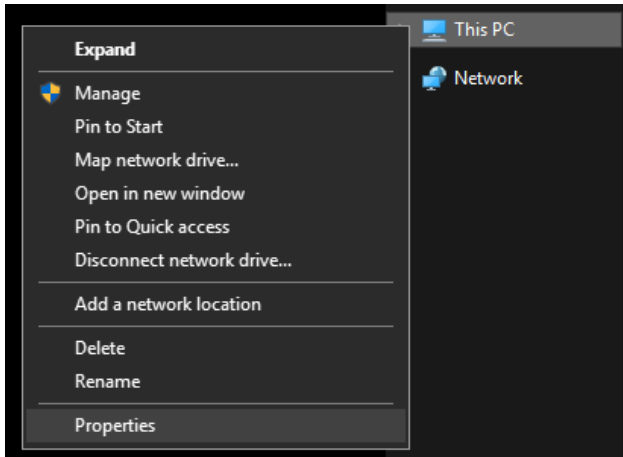 Expand
Manage
Pin to Start
Map network drive...
Open in new window
Pin to Quick access
Disconnect network drive...
Add a network location
Delete
Rename
Properties
This PC
Network